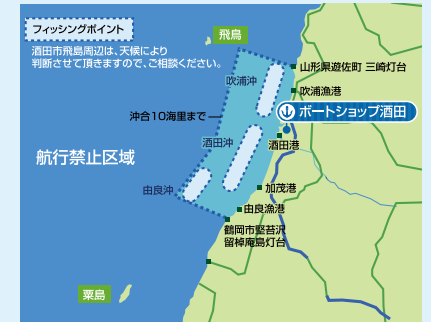 フィッシングポイント
酒田市飛島周辺は、天候により
判断させて頂きますので、ご相談ください。
飛島
吹浦沖
山形県遊佐町 三崎灯台
吹浦漁港
沖合10海里まで
ボートショップ酒田
酒田沖
酒田港
航行禁止区域
由良沖
加茂港
由良漁港
鶴岡市堅苔沢
留棹庵島灯台
粟島